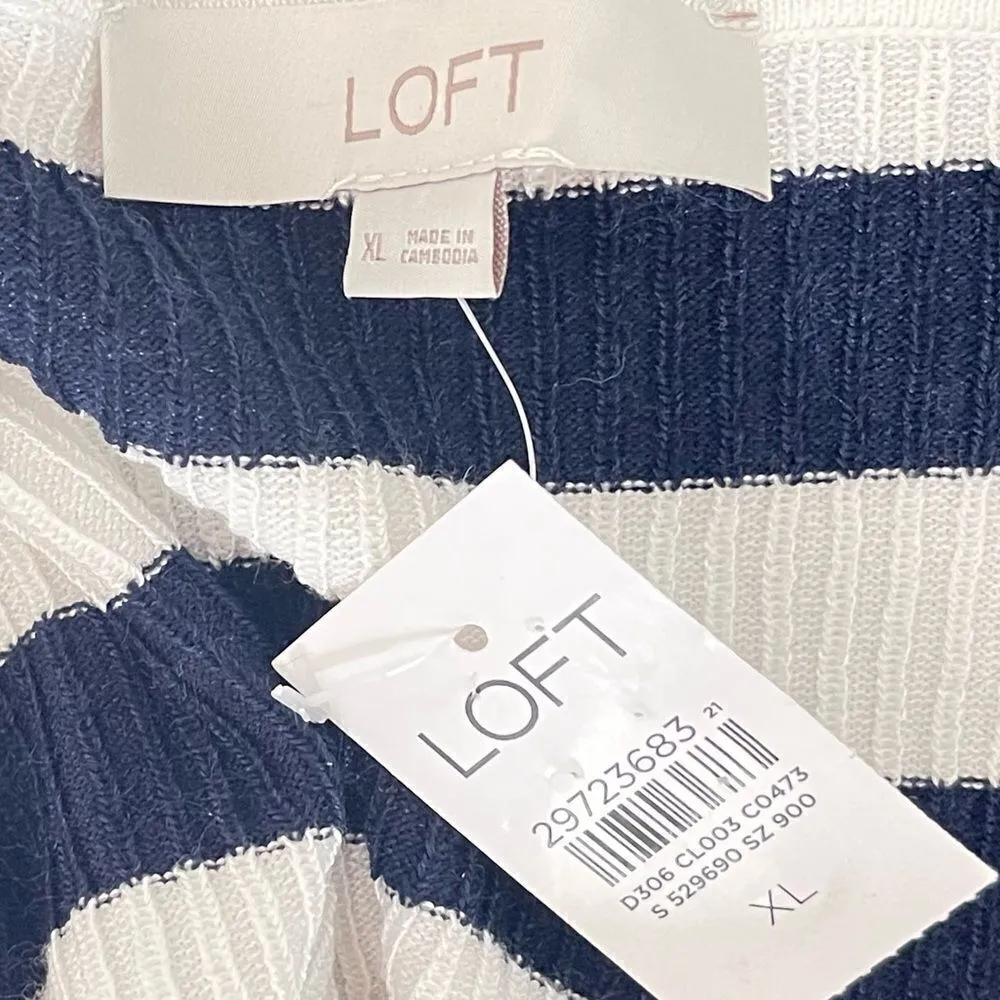 LOFT
XL MADE IN
CAMBODIA
LOFT
29723683 21
D306 CL003 C0473
S 529690 SZ 900
XL